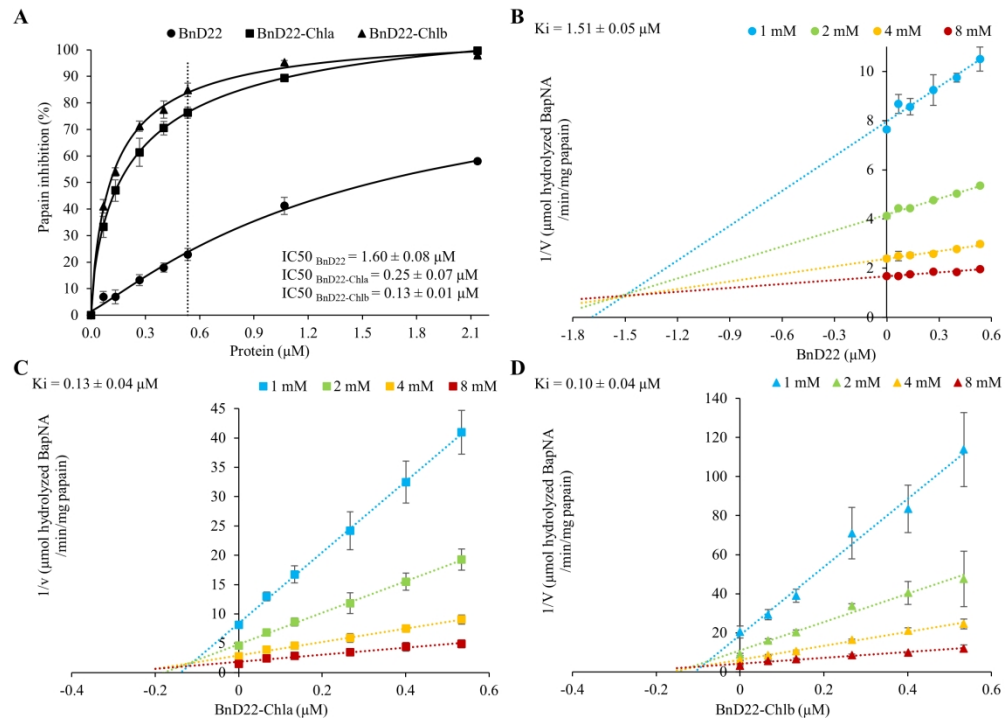 A
BnD22 BnD22-Chla BnD22-Chlb
Papain inhibition (%)
100
90
80
70
60
50
40
30
20
10
0
IC50 BnD22 = 1.60 ± 0.08 µM
IC50 BnD22-Chla = 0.25 ± 0.07 µM
IC50 BnD22-Chlb = 0.13 ± 0.01 µM
0.0 0.3 0.6 0.9 1.2 1.5 1.8 2.1
Protein (µM)
B
Ki = 1.51 ± 0.05 µM
1 mM 2 mM 4 mM 8 mM
1/V (µmol hydrolyzed BapNA
/min/mg papain)
10
8
6
4
2
0
-1.8 -1.5 -1.2 -0.9 -0.6 -0.3 0 0.3 0.6
BnD22 (µM)
C
Ki = 0.13 ± 0.04 µM
1 mM 2 mM 4 mM 8 mM
1/v (µmol hydrolyzed BapNA
/min/mg papain)
45
40
35
30
25
20
15
10
5
0
-0.4 -0.2 0 0.2 0.4 0.6
BnD22-Chla (µM)
D
Ki = 0.10 ± 0.04 µM
1 mM 2 mM 4 mM 8 mM
1/V (µmol hydrolyzed BapNA
/min/mg papain)
140
120
100
80
60
40
20
0
-0.4 -0.2 0 0.2 0.4 0.6
BnD22-Chlb (µM)